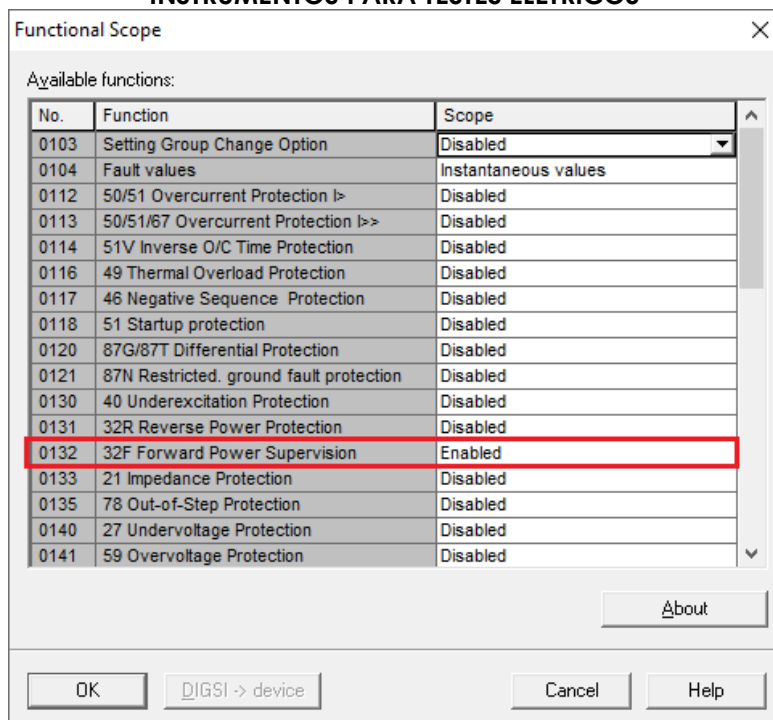 INSTRUMENTOS PARA TESTES ELÉTRICOS
Functional Scope
Available functions:
No. Function Scope
0103 Setting Group Change Option Disabled
0104 Fault values Instantaneous values
0112 50/51 Overcurrent Protection I> Disabled
0113 50/51/67 Overcurrent Protection I>> Disabled
0114 51V Inverse O/C Time Protection Disabled
0116 49 Thermal Overload Protection Disabled
0117 46 Negative Sequence Protection Disabled
0118 51 Startup protection Disabled
0120 87G/87T Differential Protection Disabled
0121 87N Restricted. ground fault protection Disabled
0130 40 Underexcitation Protection Disabled
0131 32R Reverse Power Protection Disabled
0132 32F Forward Power Supervision Enabled
0133 21 Impedance Protection Disabled
0135 78 Out-of-Step Protection Disabled
0140 27 Undervoltage Protection Disabled
0141 59 Overvoltage Protection Disabled
About
OK DIGSI -> device Cancel Help